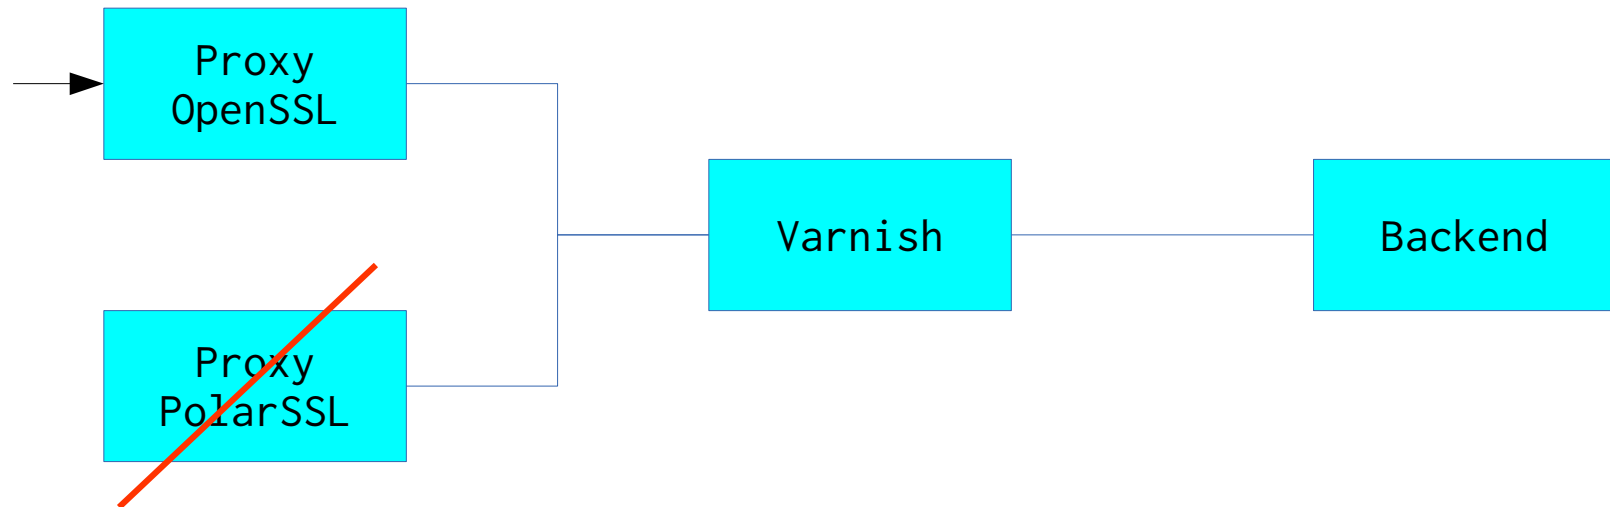 Proxy
OpenSSL
Varnish
Backend
Proxy
PolarSSL